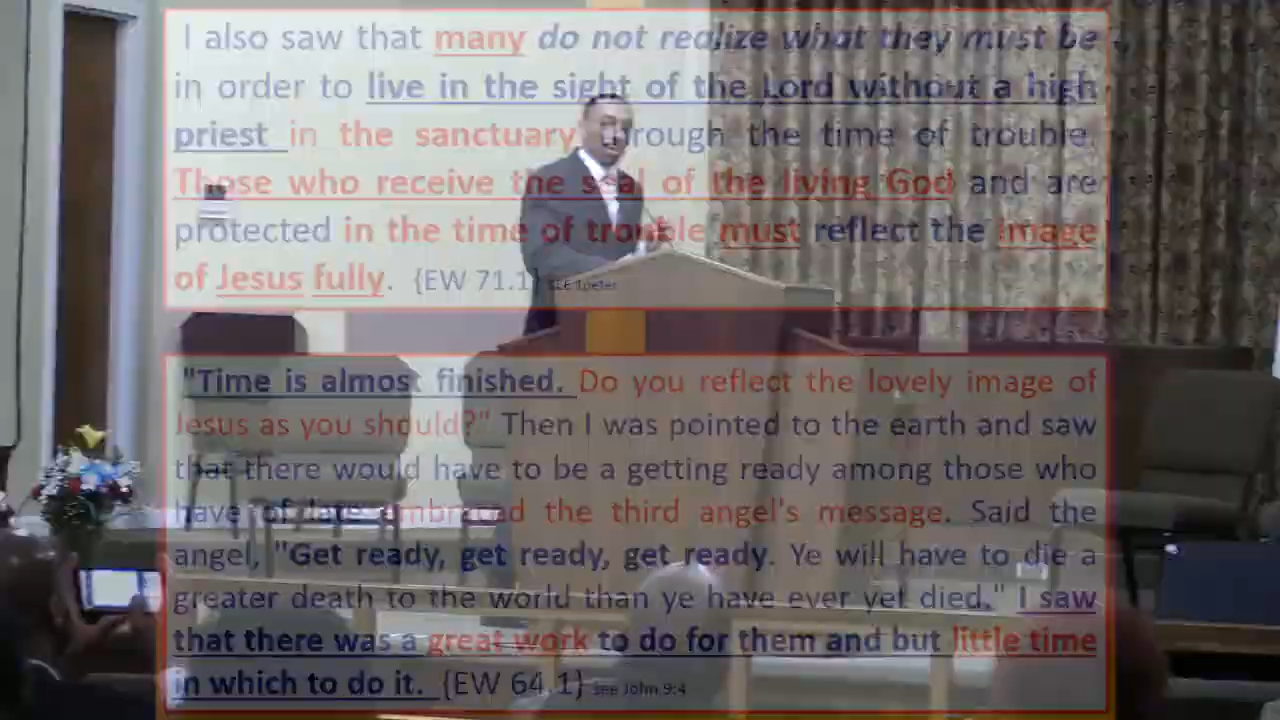 I also saw that many do not realize what they must be
in order to live in the sight of the Lord without a high
priest in the sanctuary through the time of trouble.
Those who receive the seal of the living God and are
protected in the time of trouble must reflect the image
of Jesus fully. {EW 71.1} SEE 1peter
"Time is almost finished. Do you reflect the lovely image of
Jesus as you should?" Then I was pointed to the earth and saw
that there would have to be a getting ready among those who
have of late embraced the third angel's message. Said the
angel, "Get ready, get ready, get ready. Ye will have to die a
greater death to the world than ye have ever yet died." I saw
that there was a great work to do for them and but little time
in which to do it. {EW 64.1} see John 9:4